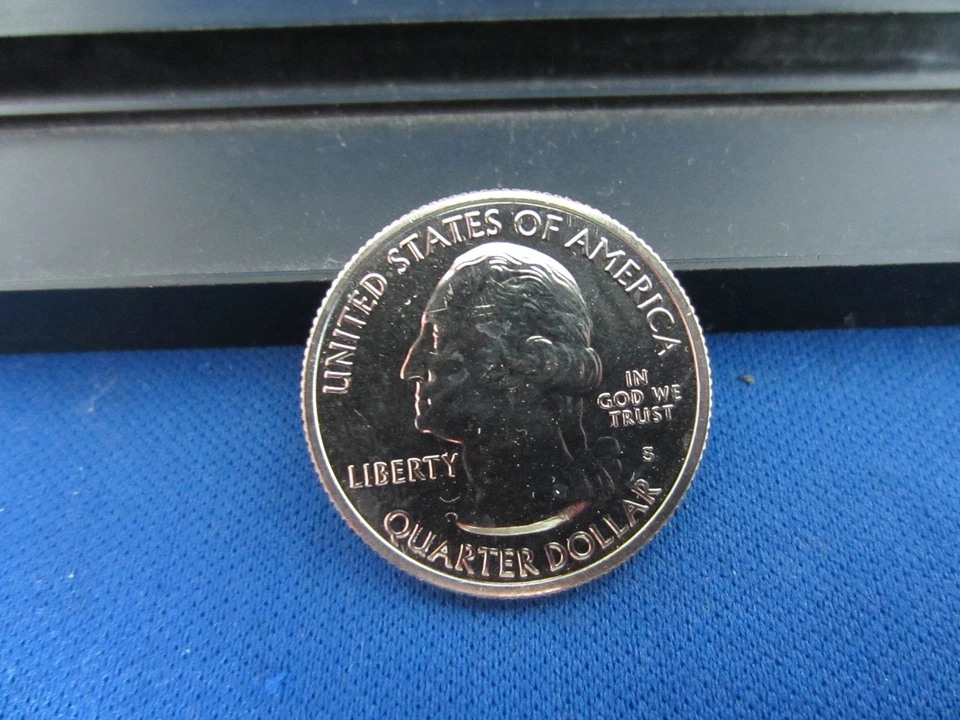 UNITED STATES OF AMERICA
IN
GOD WE
TRUST
S
LIBERTY
QUARTER DOLLAR